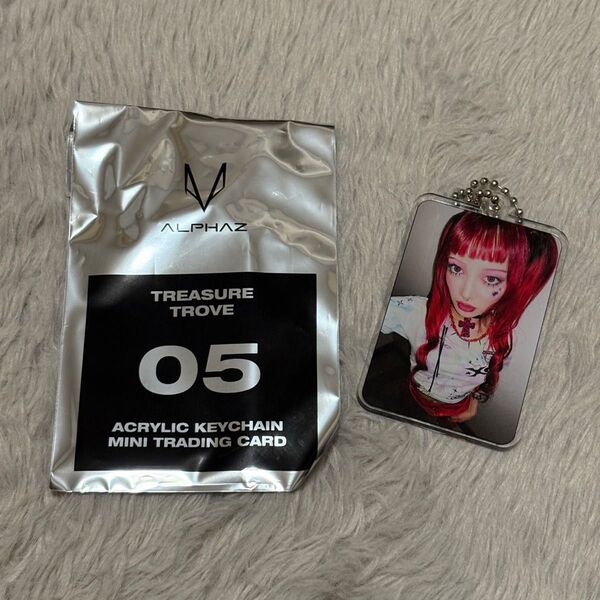 ALPHAZ
TREASURE
TROVE
05
ACRYLIC KEYCHAIN
MINI TRADING CARD